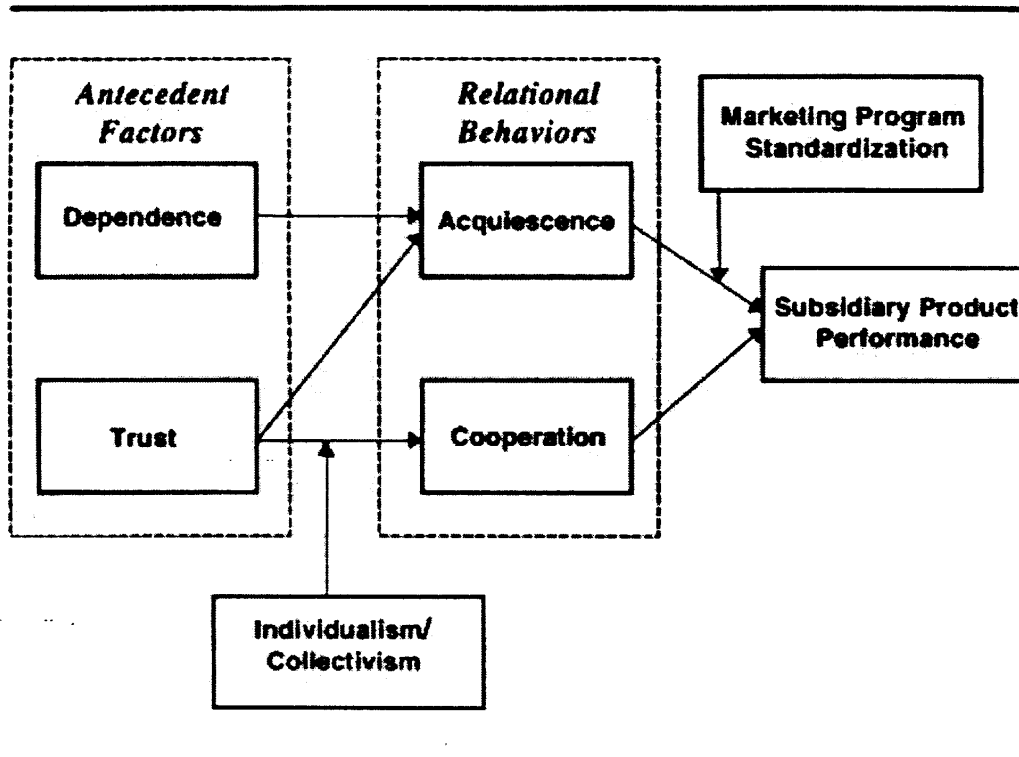 Antecedent
Factors
Relational
Behaviors
Marketing Program
Standardization
Dependence
Acquiescence
Subsidiary Product
Performance
Trust
Cooperation
Individualism/
Collectivism